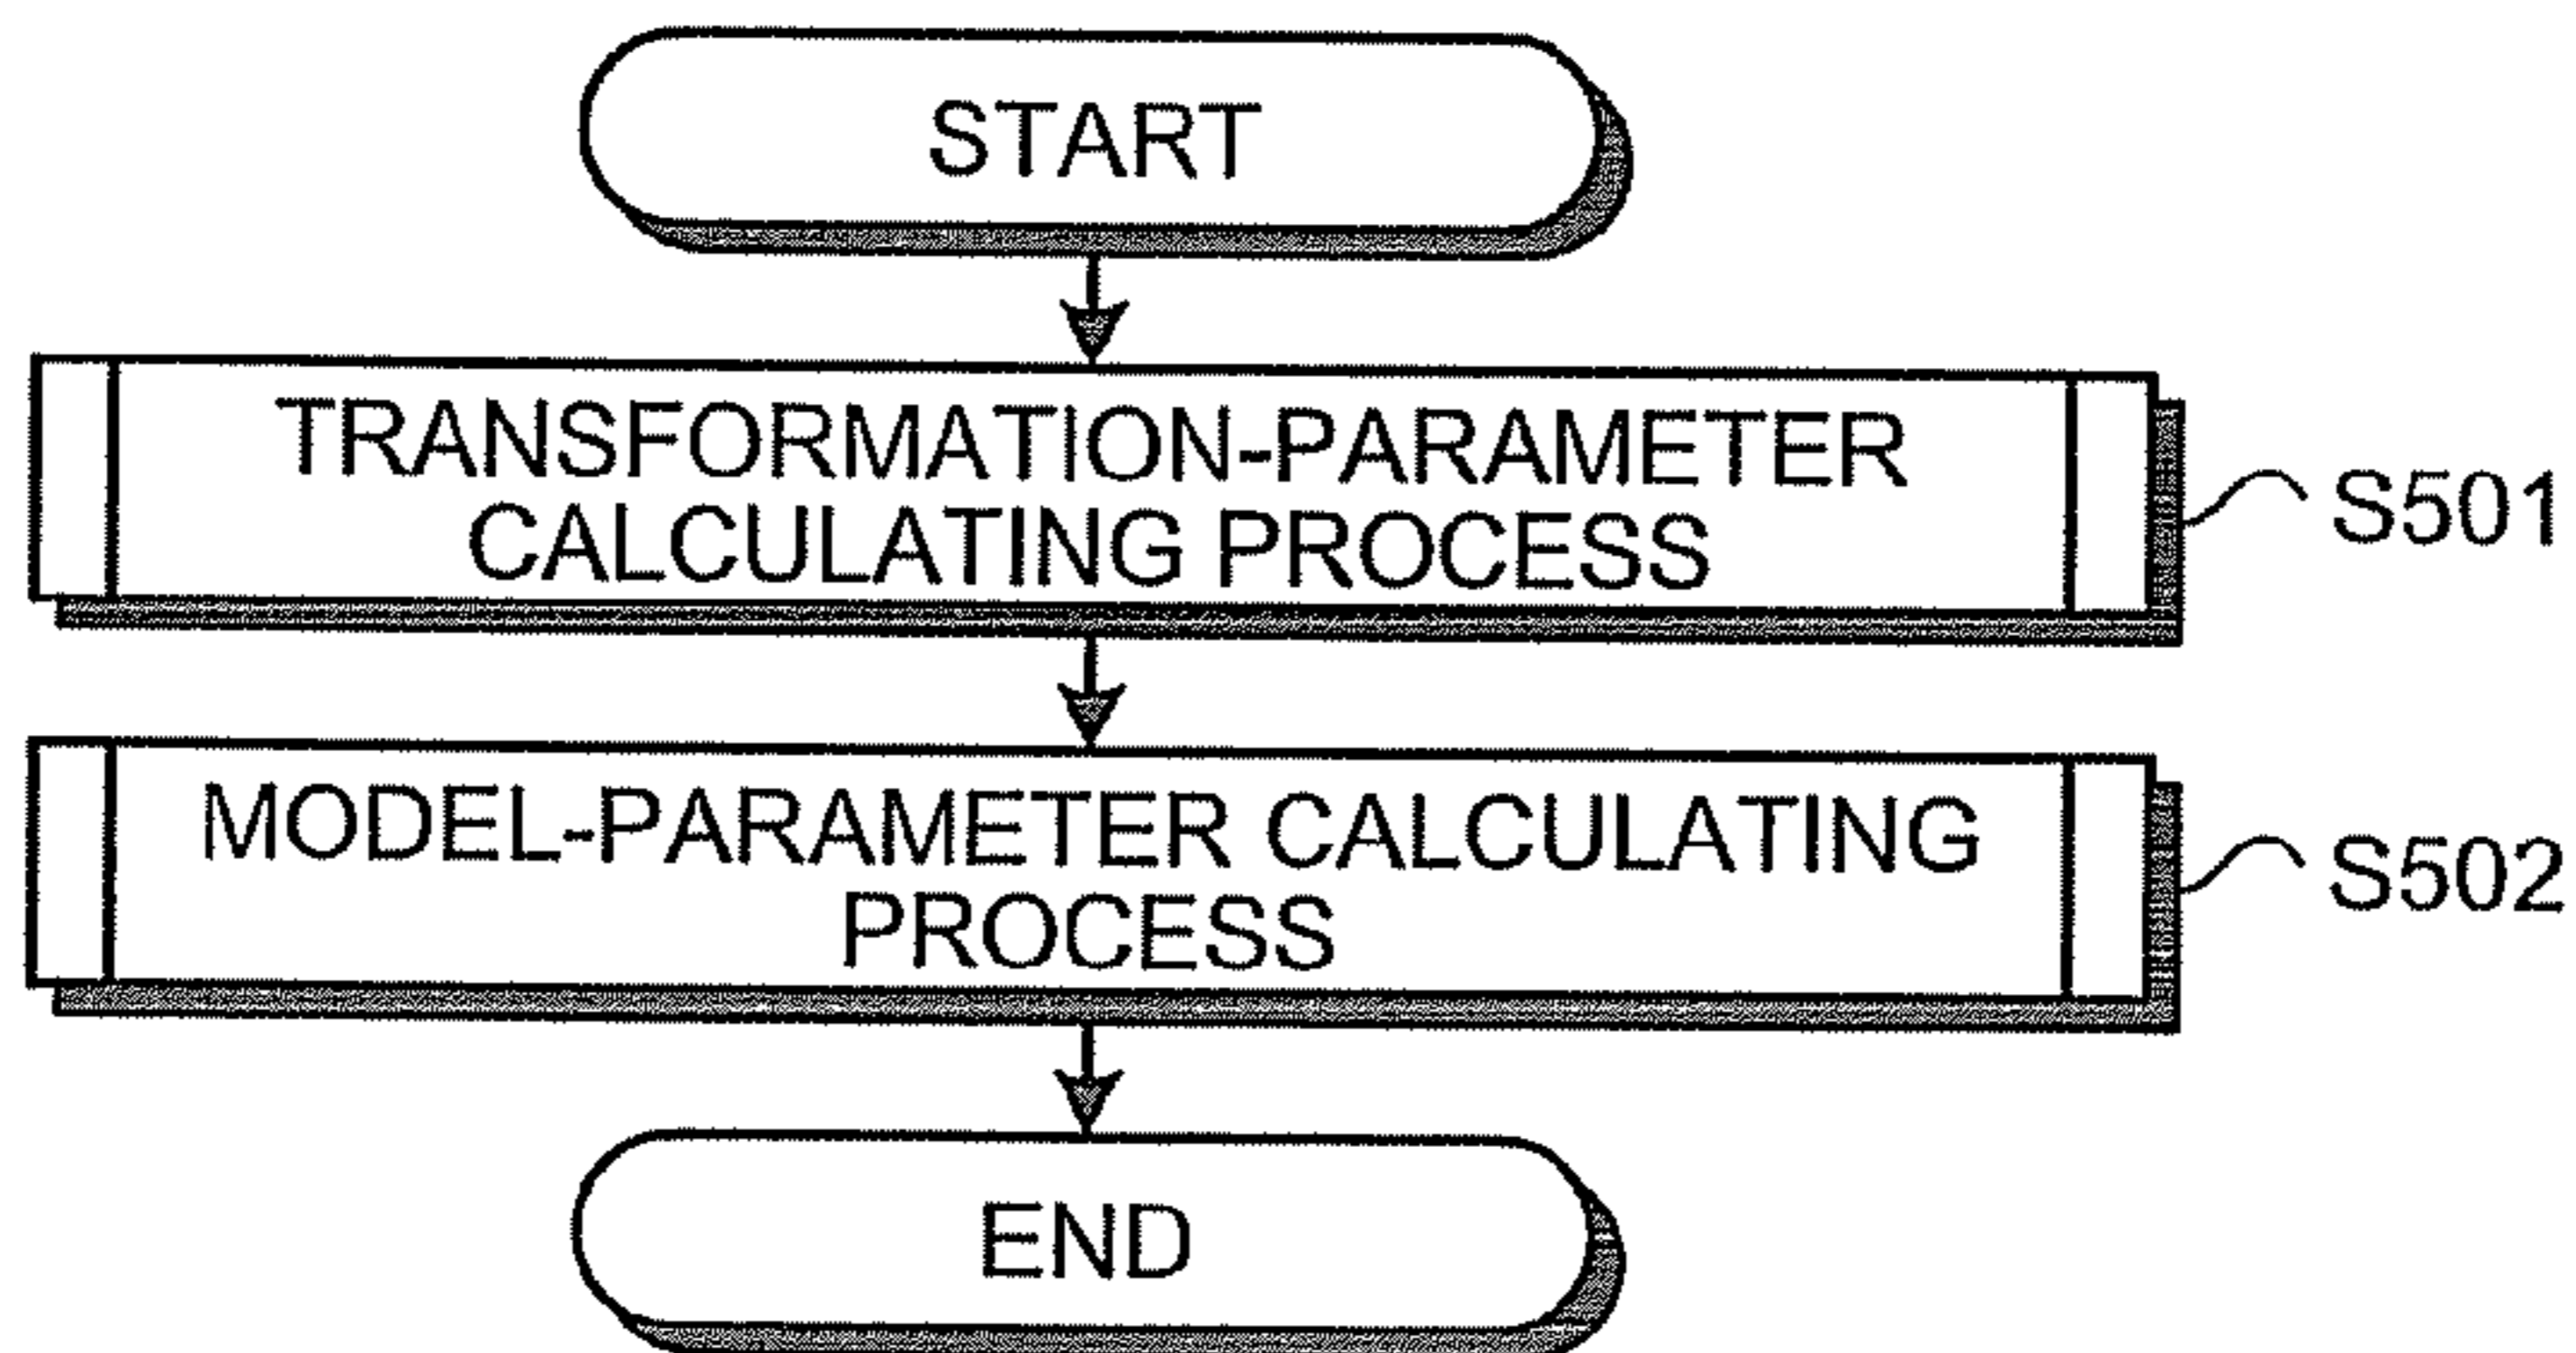 START
TRANSFORMATION-PARAMETER
CALCULATING PROCESS
S501
MODEL-PARAMETER CALCULATING
PROCESS
S502
END